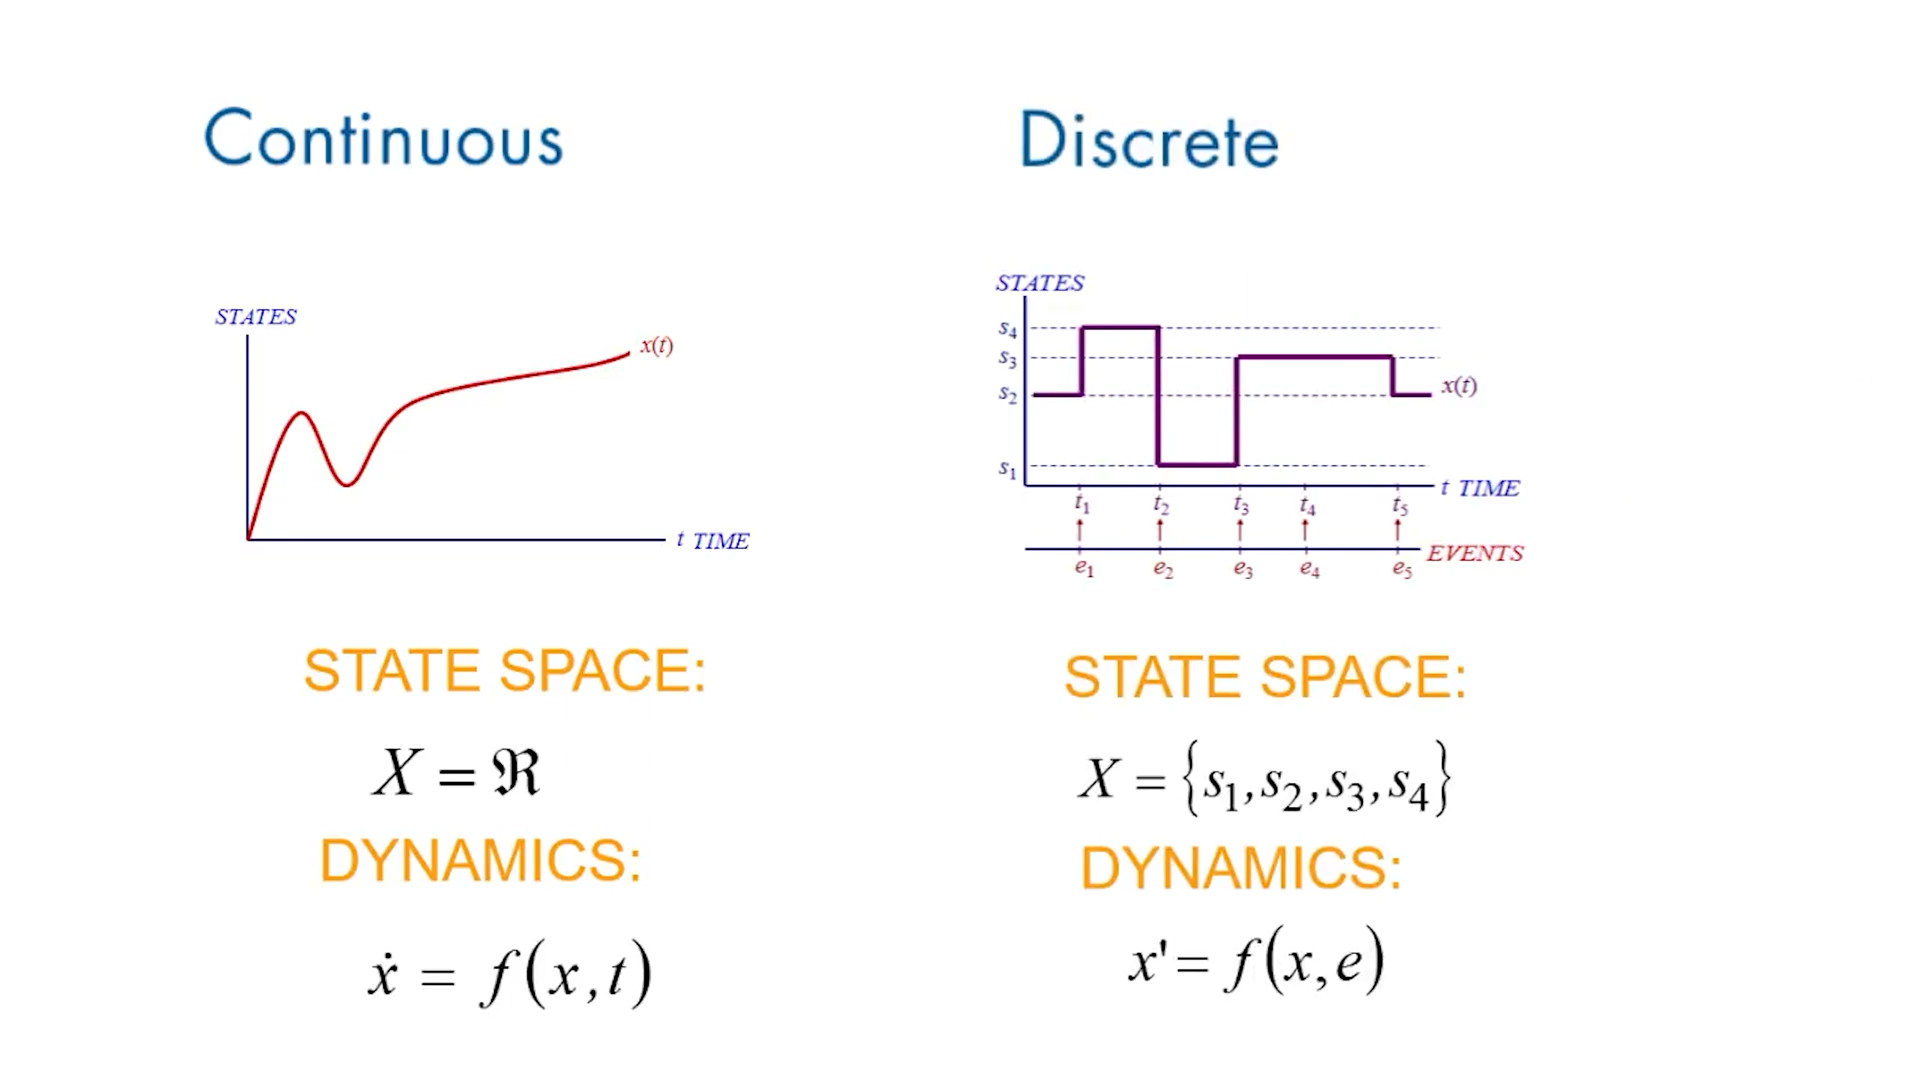 Continuous
STATES
x(t)
t TIME
STATE SPACE:
X = ℜ
DYNAMICS:
ẋ = f(x,t)
Discrete
STATES
s₄
s₃
s₂
x(t)
s₁
t TIME
t₁ t₂ t₃ t₄ t₅
EVENTS
e₁ e₂ e₃ e₄ e₅
STATE SPACE:
X = {s₁,s₂,s₃,s₄}
DYNAMICS:
x'= f(x,e)